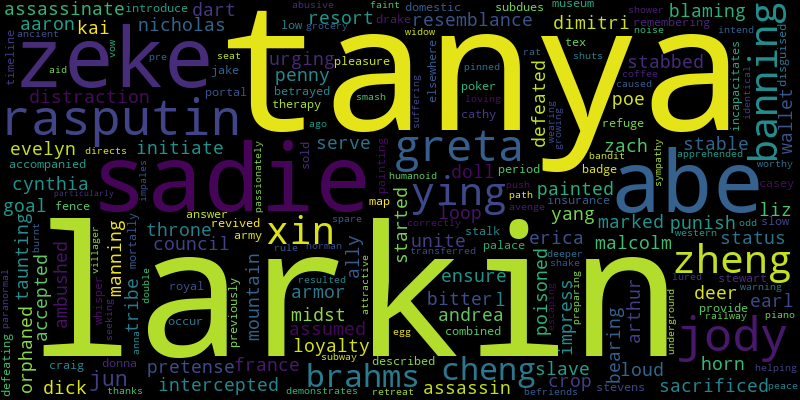 assassinate introduce dart abusive faint drake domestic subdues museum shower remembering
aaron kai nicholas low grocery resort resemblance widow dimitri blaming
timeline ancient vow pre seat urging pleasure elsewhere rat noise intend
zeke tanya tex coffee caused
aid jake penny poker shuts stabbed incapacitates identical banning disguised
distraction portal betrayed therapy smash suffering pinned loving defeated wearing growing poe wallet
rasputin ago cathy refuge bandit
evelyn initiate serve greta zach badge stable
accompanied directs sadie painting humanoid push period sympathy apprehended worthy
cynthia impales passionately sold doll path painted insurance abe casey
goal fence mortally answer map ying avenge yang marked punish odd liz
particularly burnt throne revived xin spare started loop correctly erica western slow
taunting villager tribe council army norman rule ally unite stalk palace malcolm status
orphaned accepted ambushed manning whisper seeking mountain larkin transferred deeper shake zheng
paranormal double royal armor resulted attractive bitter l ensure poisoned impress lured stewart deer warning
anna occur previously midst andrea arthur underground provide earl
defeating assumed egg combined bearing railway piano
donna loyalty subway described cheng escaping preparing jody
craig pretense france brahms slave loud horn helping
dick jun intercepted assassin crop stevens sacrificed peace
thanks demonstrates retreat befriends